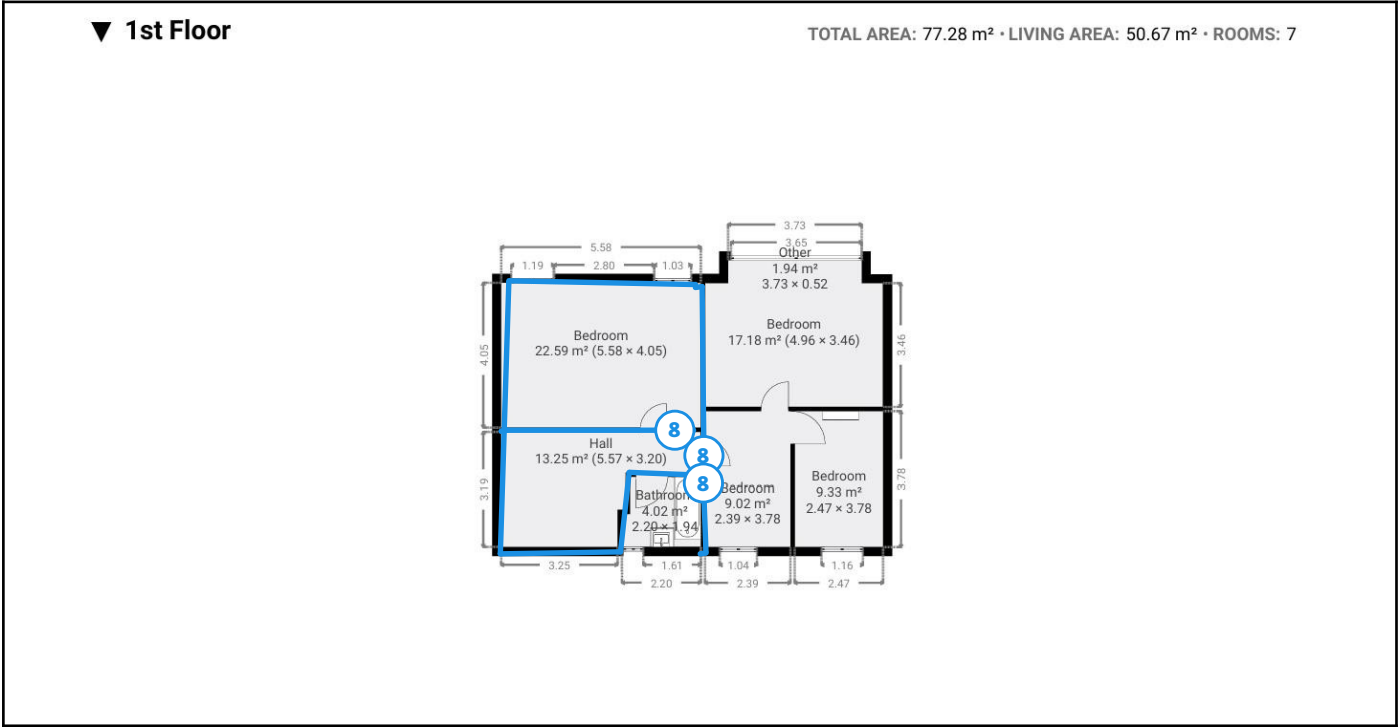 ▼ 1st Floor
TOTAL AREA: 77.28 m² • LIVING AREA: 50.67 m² • ROOMS: 7
3.73
5.58
3.65
Other
1.19
2.80
1.03
1.94 m²
3.73 × 0.52
Bedroom
22.59 m² (5.58 × 4.05)
Bedroom
17.18 m² (4.96 × 3.46)
4.05
3.46
8
Hall
13.25 m² (5.57 × 3.20)
8
8
3.19
3.78
Bathroom
4.02 m²
2.20 × 1.94
Bedroom
9.02 m²
2.39 × 3.78
Bedroom
9.33 m²
2.47 × 3.78
3.25
1.61
1.04
1.16
2.20
2.39
2.47